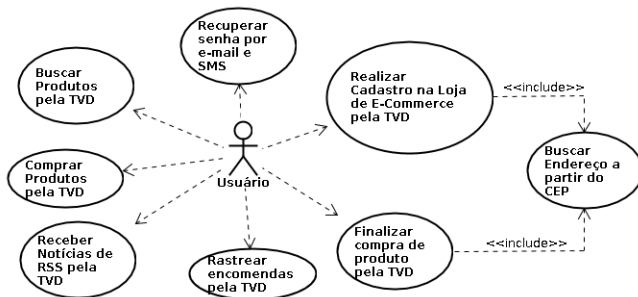 Recuperar
senha por
e-mail e
SMS
Buscar
Produtos
pela TVD
Realizar
Cadastro na Loja
de E-Commerce
pela TVD
<<include>>
Buscar
Endereço a
partir do
CEP
Comprar
Produtos
pela TVD
Usuário
Receber
Notícias de
RSS pela
TVD
Rastrear
encomendas
pela TVD
Finalizar
compra de
produto
pela TVD
<<include>>